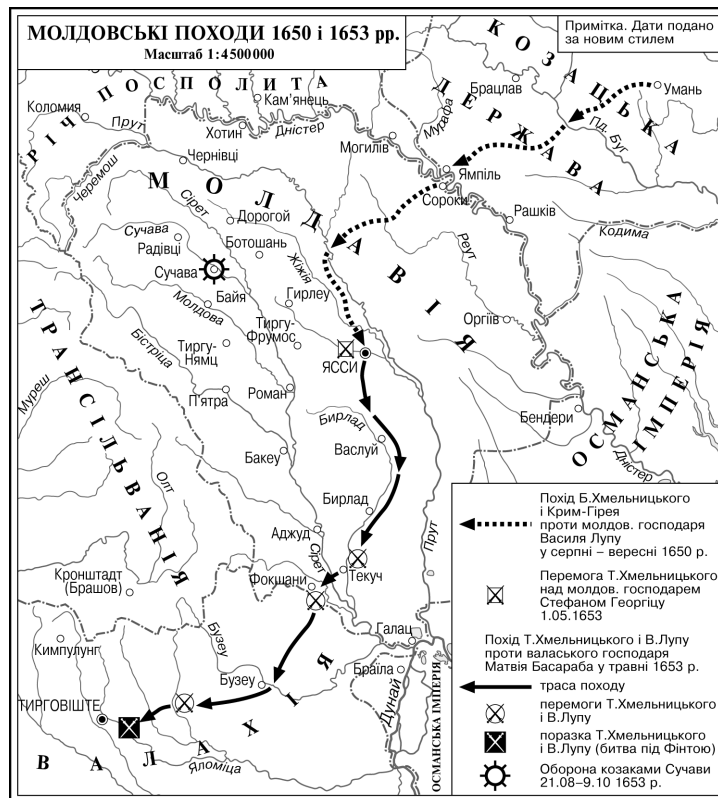 МОЛДОВСЬКІ ПОХОДИ 1650 і 1653 рр.
Масштаб 1:4500000
Примітка. Дати подано
за новим стилем
РІЧ ПОСПОЛИТА
КОЗАЦЬКА
ДЕРЖАВА
Коломия
Прут
Кам’янець
Хотин
Дністер
Чернівці
Черемош
Могилів
Мурафа
Брацлав
Умань
Пд. Буг
Ямпіль
Сороки
Рашків
Кодима
МОЛДАВІЯ
Сірет
Дорогой
Сучава
Радівці
Ботошань
Жіжія
Сучава
Реут
Байя
Гирлеу
Молдова
Тиргу-
Фрумос
Оргіїв
Бістріца
Тиргу-
Нямц
ЯССИ
П’ятра
Роман
ТРАНСІЛЬВАНІЯ
Муреш
ОСМАНСЬКА
ІМПЕРІЯ
Бендери
Дністер
Бирлад
Васлуй
Бакеу
Олт
Бирлад
Аджуд
Сірет
Прут
Текуч
Фокшани
Кронштадт
(Брашов)
Бузеу
Галац
Кимпулунг
Бузеу
Браїла
Дунай
ОСМАНСЬКА ІМПЕРІЯ
ТИРГОВІШТЕ
ВАЛАХІЯ
Яломіца
Похід Б.Хмельницького
і Крим-Гірея
проти молдов. господаря
Василя Лупу
у серпні – вересні 1650 р.
Перемога Т.Хмельницького
над молдов. господарем
Стефаном Георгіцу
1.05.1653
Похід Т.Хмельницького і В.Лупу
проти валаського господаря
Матвія Басараба у травні 1653 р.
траса походу
перемоги Т.Хмельницького
і В.Лупу
поразка Т.Хмельницького
і В.Лупу (битва під Фінтою)
Оборона козаками Сучави
21.08–9.10 1653 р.